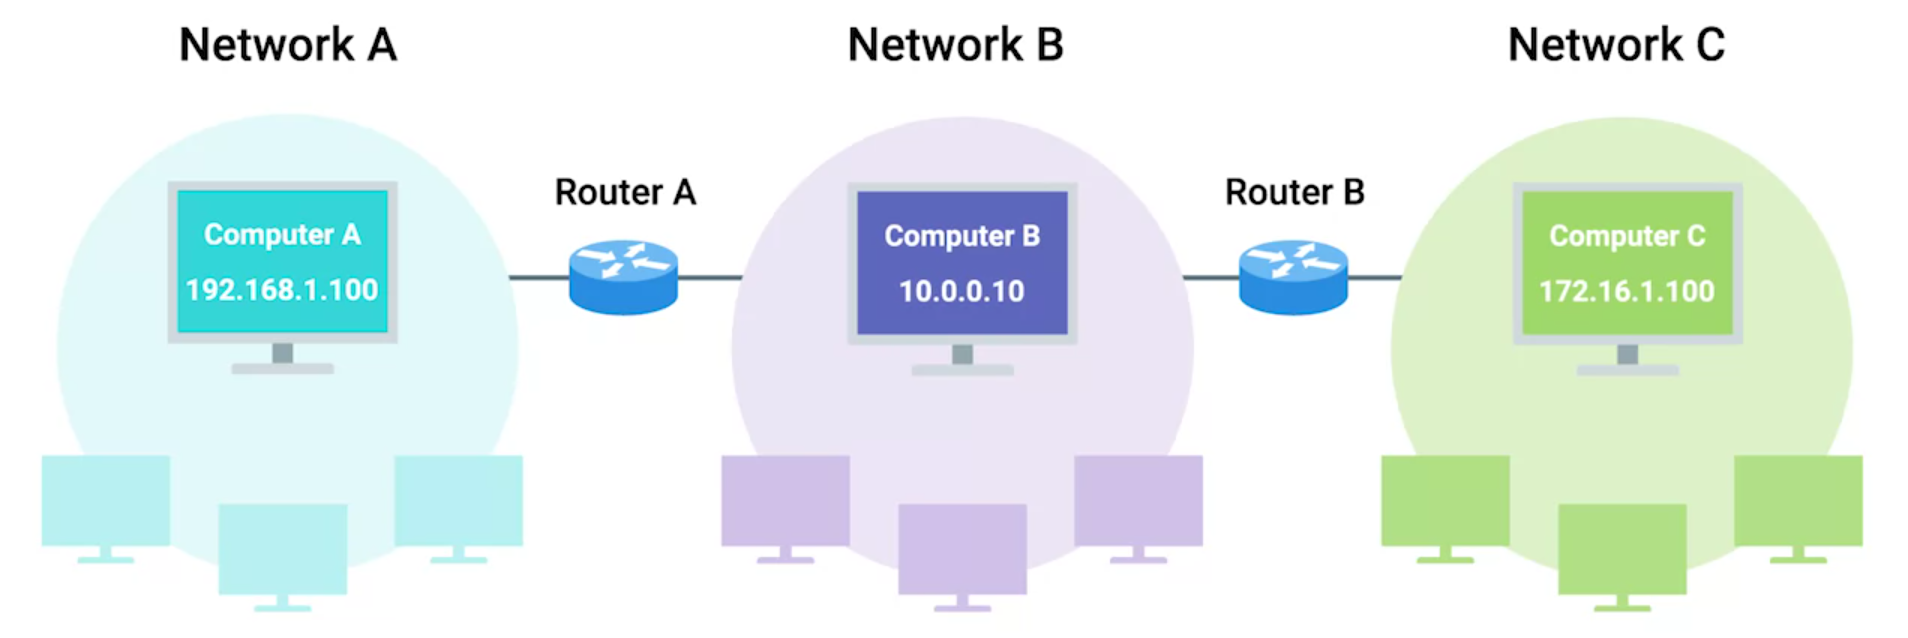 Network A
Network B
Network C
Router A
Router B
Computer A
192.168.1.100
Computer B
10.0.0.10
Computer C
172.16.1.100